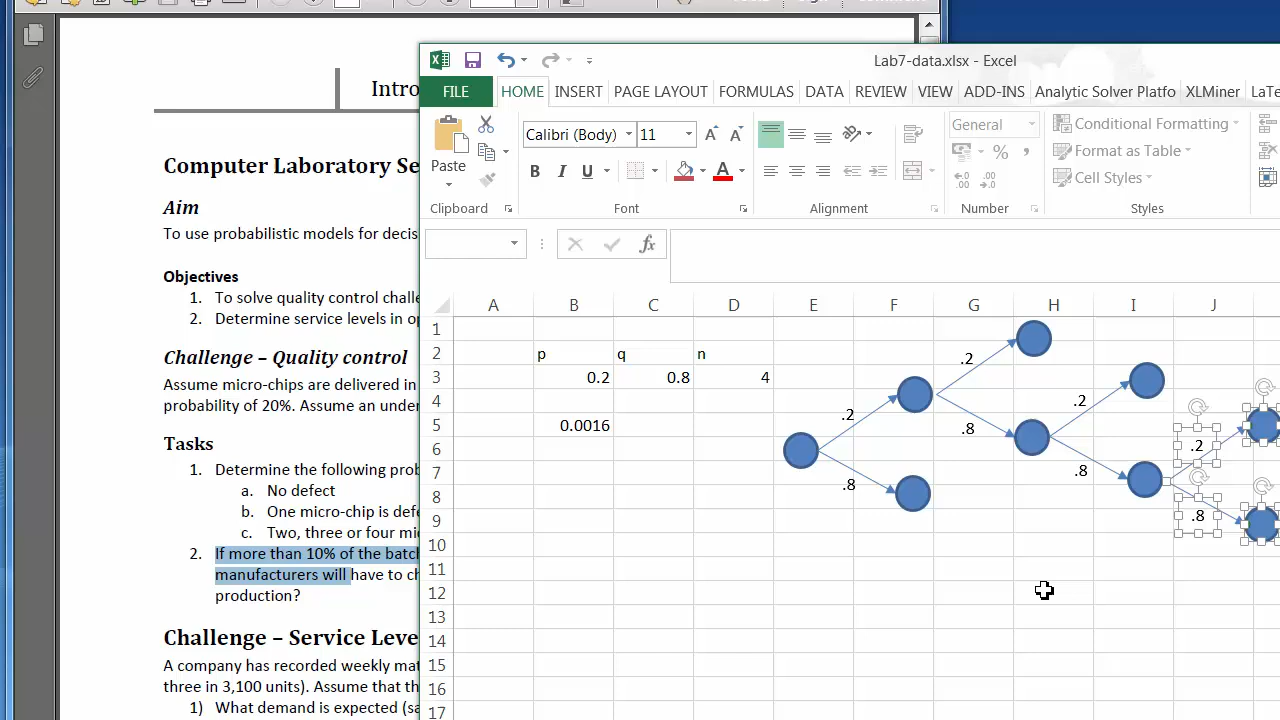 Intro
Computer Laboratory Se
Aim
To use probabilistic models for decis
Objectives
1. To solve quality control challe
2. Determine service levels in op
Challenge – Quality control
Assume micro-chips are delivered in
probability of 20%. Assume an under
Tasks
1. Determine the following prob
a. No defect
b. One micro-chip is defe
c. Two, three or four mi
2. If more than 10% of the batch
manufacturers will have to ch
production?
Challenge – Service Leve
A company has recorded weekly mat
three in 3,100 units). Assume that th
1) What demand is expected (sa
Lab7-data.xlsx - Excel
FILE HOME INSERT PAGE LAYOUT FORMULAS DATA REVIEW VIEW ADD-INS Analytic Solver Platfo XLMiner LaTe
Paste
Calibri (Body) 11 A A
B I U A
General
% ,
.00 .00
Conditional Formatting
Format as Table
Cell Styles
Clipboard Font Alignment Number Styles
fx
A B C D E F G H I J
1
2 p q n
3 0.2 0.8 4
4
5 0.0016
6
7
8
9
10
11
12
13
14
15
16
17
.2
.8
.2
.8
.2
.8
.2
.8